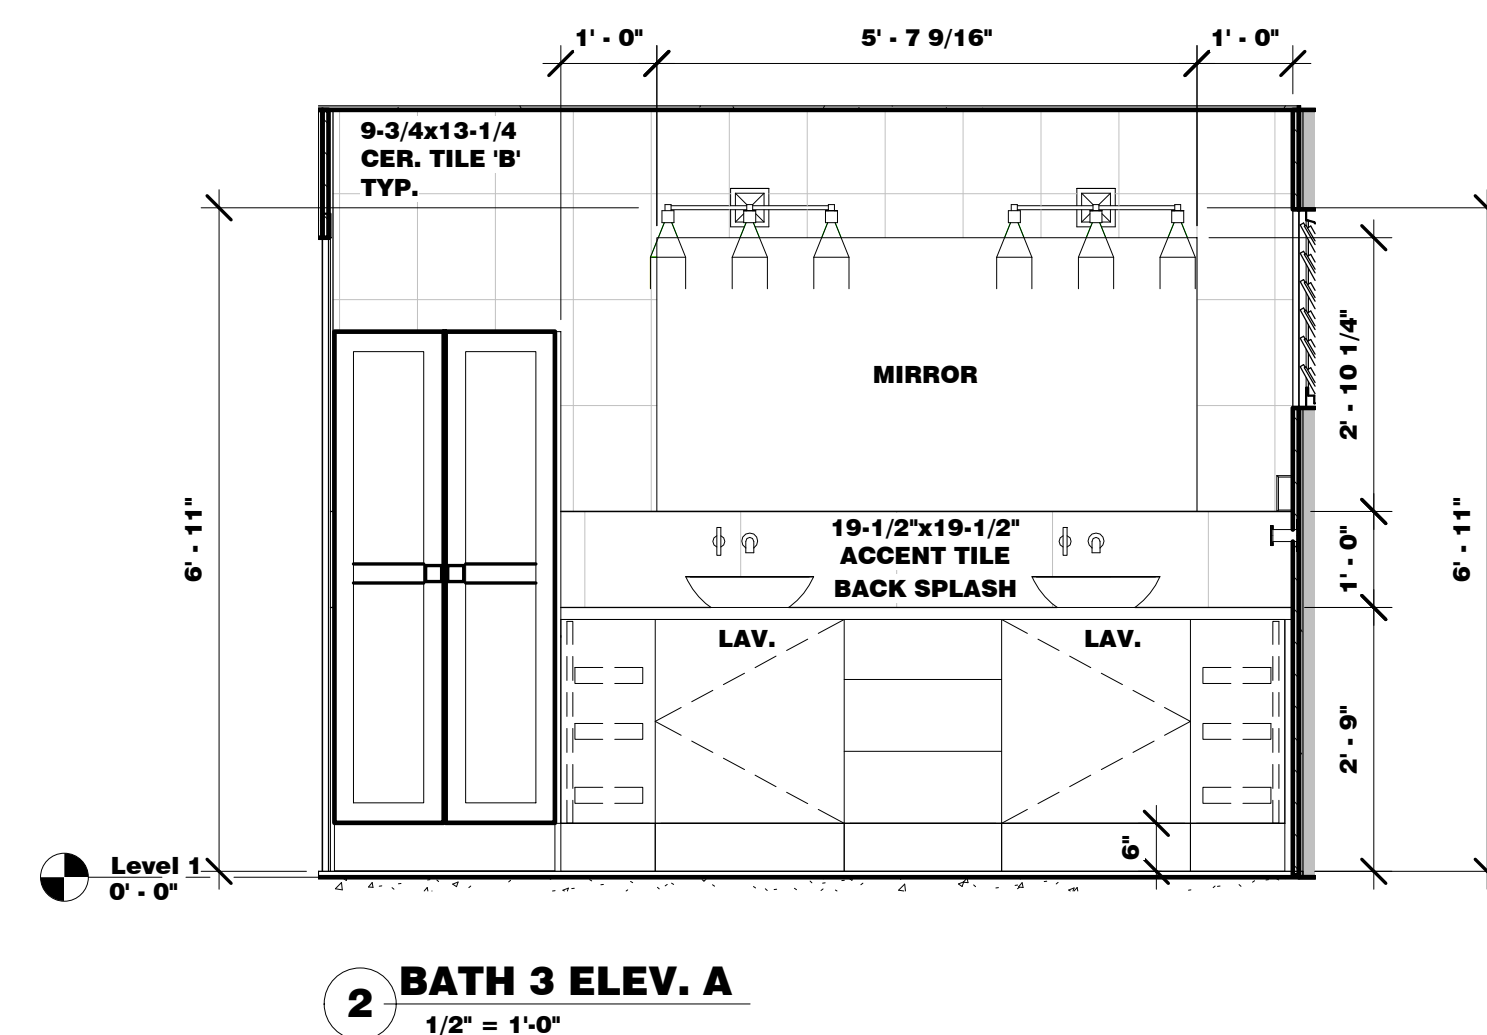 1' - 0"
5' - 7 9/16"
1' - 0"
9-3/4x13-1/4
CER. TILE 'B'
TYP.
6' - 11"
MIRROR
2' - 10 1/4"
6' - 11"
19-1/2"x19-1/2"
ACCENT TILE
BACK SPLASH
1' - 0"
LAV.
LAV.
2' - 9"
6"
Level 1
0' - 0"
2
BATH 3 ELEV. A
1/2" = 1'-0"